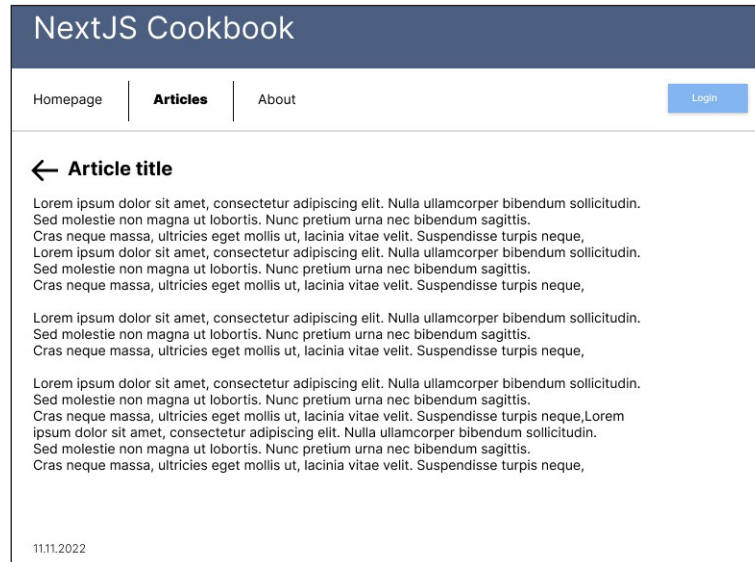 NextJS Cookbook
Homepage
Articles
About
Login
Article title
Lorem ipsum dolor sit amet, consectetur adipiscing elit. Nulla ullamcorper bibendum sollicitudin.
Sed molestie non magna ut lobortis. Nunc pretium urna nec bibendum sagittis.
Cras neque massa, ultricies eget mollis ut, lacinia vitae velit. Suspendisse turpis neque,
Lorem ipsum dolor sit amet, consectetur adipiscing elit. Nulla ullamcorper bibendum sollicitudin.
Sed molestie non magna ut lobortis. Nunc pretium urna nec bibendum sagittis.
Cras neque massa, ultricies eget mollis ut, lacinia vitae velit. Suspendisse turpis neque,
Lorem ipsum dolor sit amet, consectetur adipiscing elit. Nulla ullamcorper bibendum sollicitudin.
Sed molestie non magna ut lobortis. Nunc pretium urna nec bibendum sagittis.
Cras neque massa, ultricies eget mollis ut, lacinia vitae velit. Suspendisse turpis neque,
Lorem ipsum dolor sit amet, consectetur adipiscing elit. Nulla ullamcorper bibendum sollicitudin.
Sed molestie non magna ut lobortis. Nunc pretium urna nec bibendum sagittis.
Cras neque massa, ultricies eget mollis ut, lacinia vitae velit. Suspendisse turpis neque,Lorem
ipsum dolor sit amet, consectetur adipiscing elit. Nulla ullamcorper bibendum sollicitudin.
Sed molestie non magna ut lobortis. Nunc pretium urna nec bibendum sagittis.
Cras neque massa, ultricies eget mollis ut, lacinia vitae velit. Suspendisse turpis neque,
11.11.2022